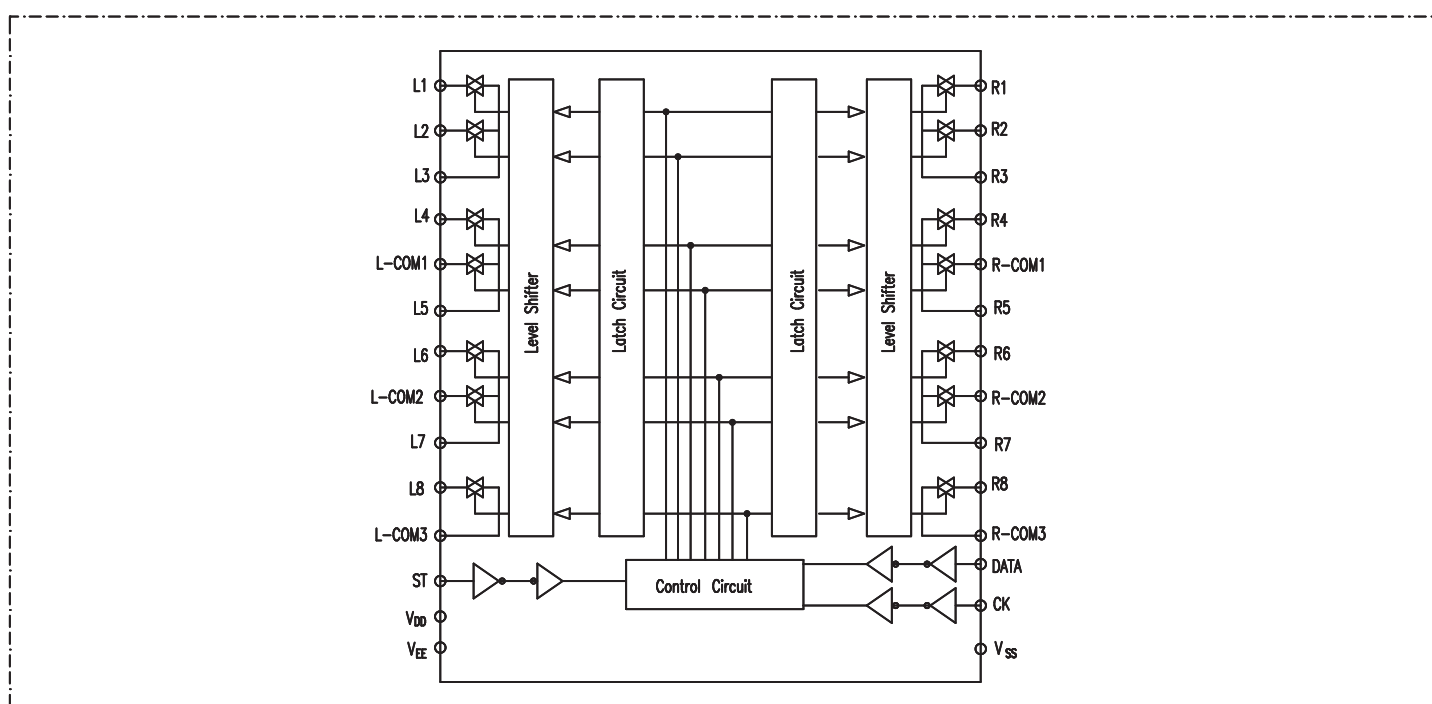 L1
L2
L3
L4
L-COM1
L5
L6
L-COM2
L7
L8
L-COM3
ST
VDD
VEE
Level Shifter
Latch Circuit
Latch Circuit
Level Shifter
Control Circuit
R1
R2
R3
R4
R-COM1
R5
R6
R-COM2
R7
R8
R-COM3
DATA
CK
VSS